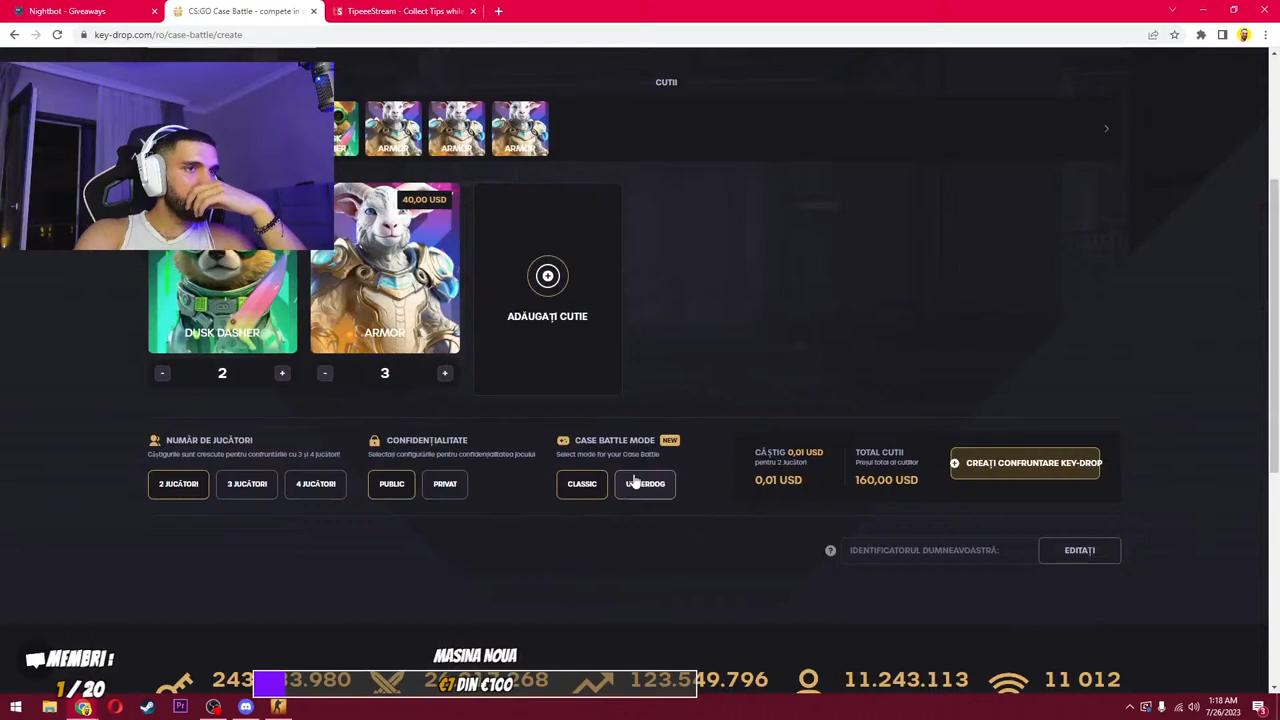 Nightbot - Giveaways
CS:GO Case Battle - compete in
TipeeeStream - Collect Tips while
key-drop.com/ro/case-battle/create
CUTII
ARMOR
ARMOR
ARMOR
40,00 USD
DUSK DASHER
ARMOR
ADĂUGAȚI CUTIE
- 2 +
- 3 +
NUMĂR DE JUCĂTORI
Câștigurile sunt crescute pentru confruntările cu 3 și 4 jucători!
2 JUCĂTORI
3 JUCĂTORI
4 JUCĂTORI
CONFIDENȚIALITATE
Selectați configurările pentru confidențialitatea jocului
PUBLIC
PRIVAT
CASE BATTLE MODE NEW
Select mode for your Case Battle
CLASSIC
CÂȘTIG 0,01 USD
pentru 2 Jucători
0,01 USD
TOTAL CUTII
Prețul total al cutiilor
160,00 USD
CREAȚI CONFRUNTARE KEY-DROP
? IDENTIFICATORUL DUMNEAVOASTRĂ:
EDITAȚI
MEMBRI :
1 / 20
MASINA NOUA
€7 DIN €100
123.549.796
11.243.113
11 012
1:18 AM
7/26/2023